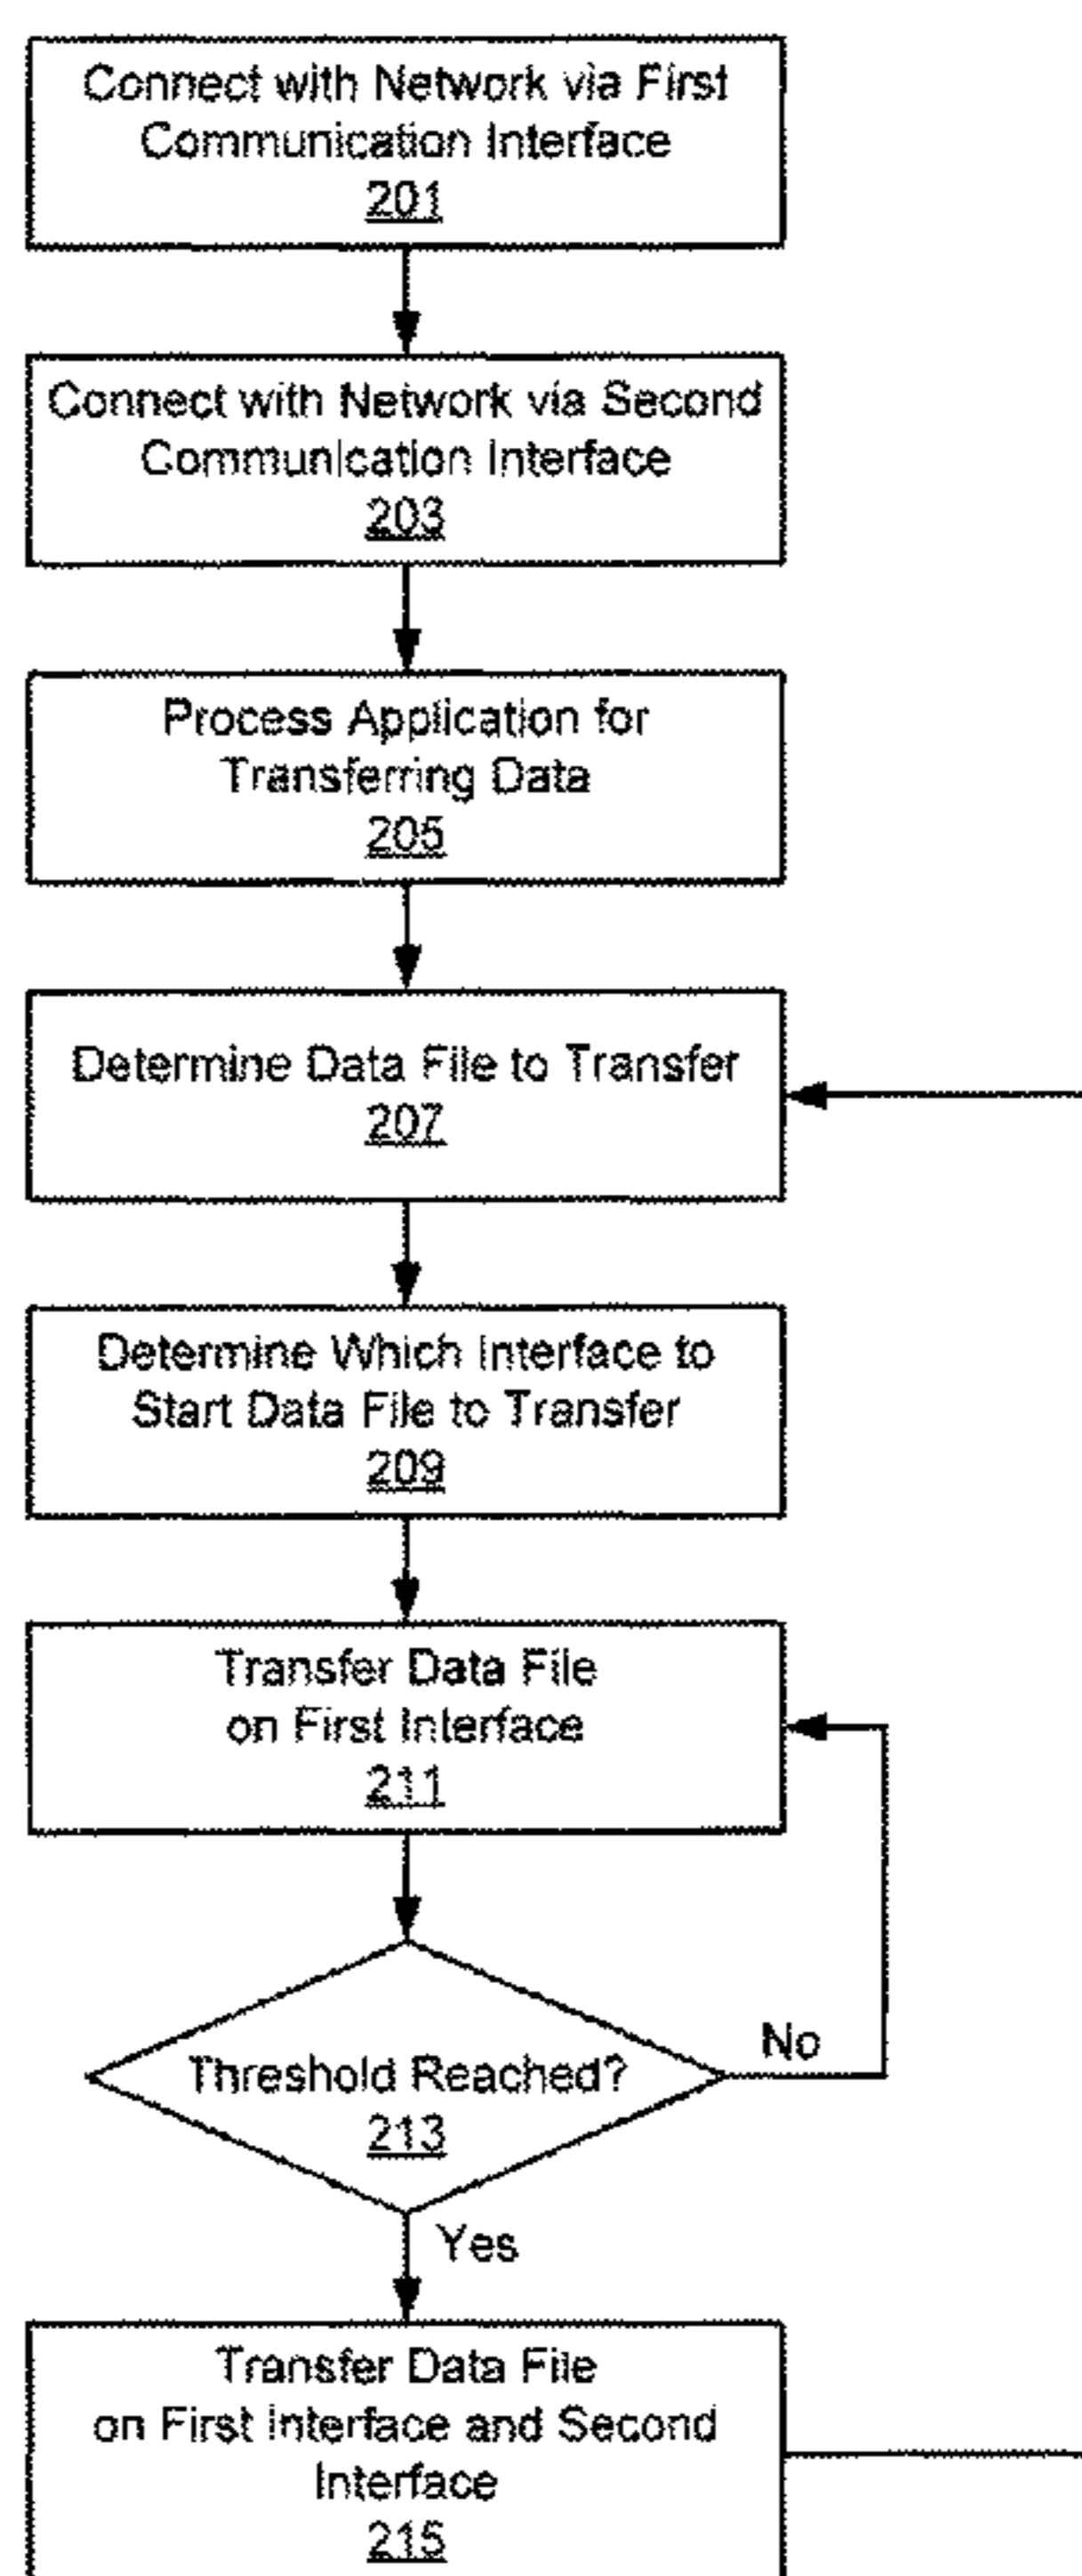 Connect with Network via First
Communication Interface
201
Connect with Network via Second
Communication Interface
203
Process Application for
Transferring Data
205
Determine Data File to Transfer
207
Determine Which Interface to
Start Data File to Transfer
209
Transfer Data File
on First Interface
211
Threshold Reached?
213
No
Yes
Transfer Data File
on First Interface and Second
Interface
215